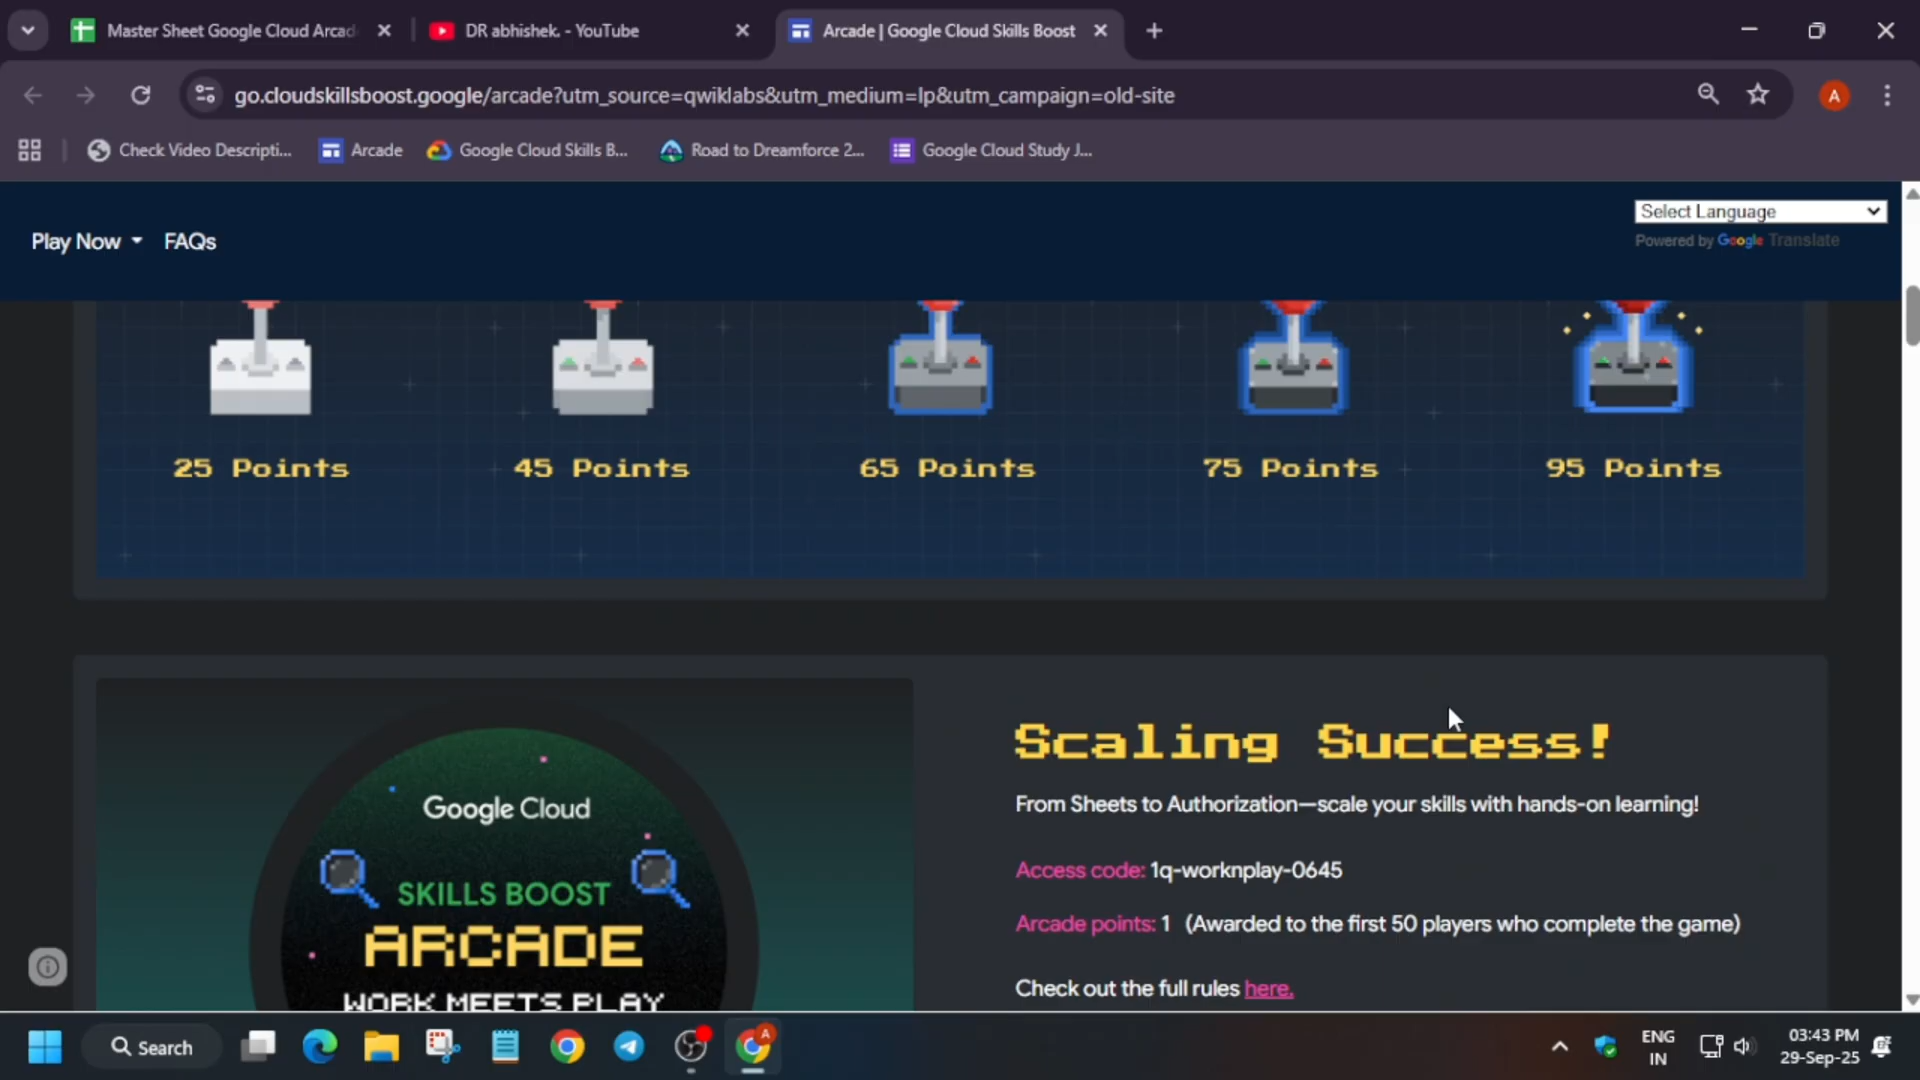 Master Sheet Google Cloud Arcad
DR abhishek. - YouTube
Arcade | Google Cloud Skills Boost
go.cloudskillsboost.google/arcade?utm_source=qwiklabs&utm_medium=lp&utm_campaign=old-site
A
Check Video Descripti...
Arcade
Google Cloud Skills B...
Road to Dreamforce 2...
Google Cloud Study J...
Play Now
FAQs
Select Language
Powered by Google Translate
25 Points
45 Points
65 Points
75 Points
95 Points
Google Cloud
SKILLS BOOST
ARCADE
WORK MEETS PLAY
Scaling Success!
From Sheets to Authorization—scale your skills with hands-on learning!
Access code: 1q-worknplay-0645
Arcade points: 1 (Awarded to the first 50 players who complete the game)
Check out the full rules here.
Search
A
ENG
IN
03:43 PM
29-Sep-25